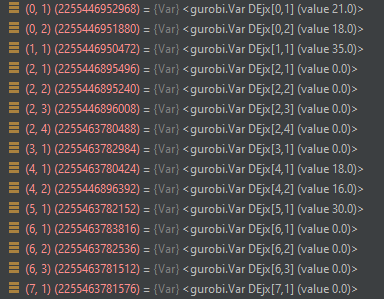 (0, 1) (2255446952968) = {Var} <gurobi.Var DEjx[0,1] (value 21.0)>
(0, 2) (2255446951880) = {Var} <gurobi.Var DEjx[0,2] (value 18.0)>
(1, 1) (2255446950472) = {Var} <gurobi.Var DEjx[1,1] (value 35.0)>
(2, 1) (2255446895496) = {Var} <gurobi.Var DEjx[2,1] (value 0.0)>
(2, 2) (2255446895240) = {Var} <gurobi.Var DEjx[2,2] (value 0.0)>
(2, 3) (2255446896008) = {Var} <gurobi.Var DEjx[2,3] (value 0.0)>
(2, 4) (2255463780488) = {Var} <gurobi.Var DEjx[2,4] (value 0.0)>
(3, 1) (2255463782984) = {Var} <gurobi.Var DEjx[3,1] (value 0.0)>
(4, 1) (2255463780424) = {Var} <gurobi.Var DEjx[4,1] (value 18.0)>
(4, 2) (2255446896392) = {Var} <gurobi.Var DEjx[4,2] (value 16.0)>
(5, 1) (2255463782152) = {Var} <gurobi.Var DEjx[5,1] (value 30.0)>
(6, 1) (2255463783816) = {Var} <gurobi.Var DEjx[6,1] (value 0.0)>
(6, 2) (2255463782536) = {Var} <gurobi.Var DEjx[6,2] (value 0.0)>
(6, 3) (2255463781512) = {Var} <gurobi.Var DEjx[6,3] (value 0.0)>
(7, 1) (2255463781576) = {Var} <gurobi.Var DEjx[7,1] (value 0.0)>